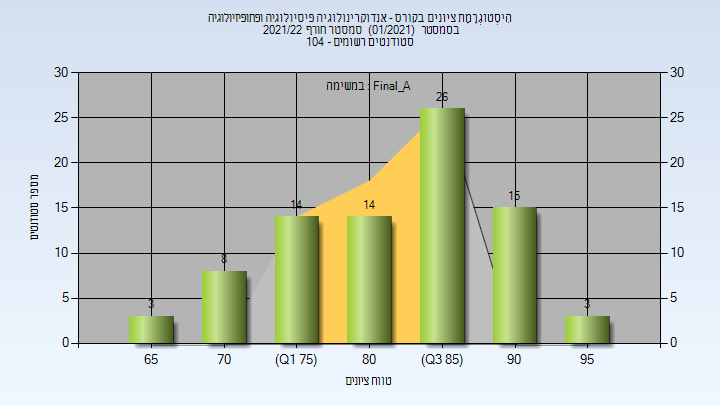 היסטוגרמת ציונים בקורס - אנדוקרינולוגיה פיסיולוגיה ופתופיזיולוגיה
בסמסטר (01/2021) סמסטר חורף 2021/22
סטודנטים רשומים - 104
במשימה : Final_A
מספר סטודנטים
30 30
25 25
20 20
15 15
10 10
5 5
0 0
3 8 14 14 26 15 3
65 70 (Q1 75) 80 (Q3 85) 90 95
טווח ציונים